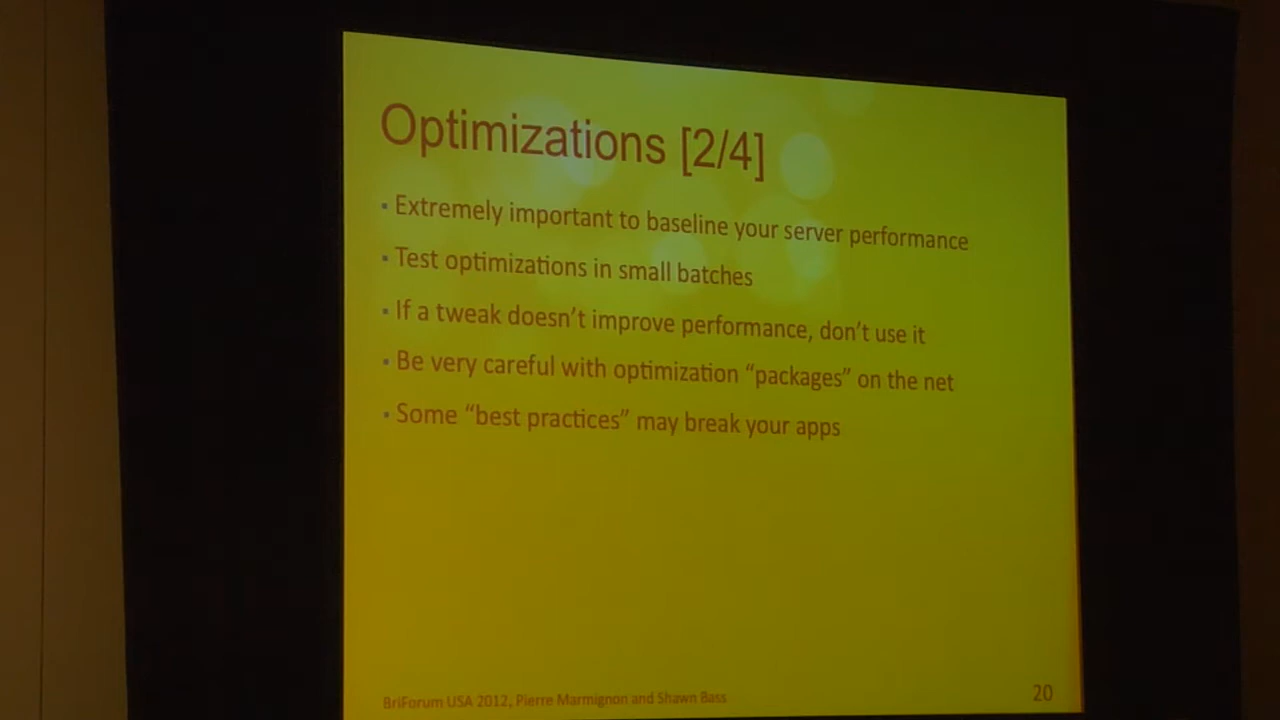 Optimizations [2/4]
▪ Extremely important to baseline your server performance
▪ Test optimizations in small batches
▪ If a tweak doesn’t improve performance, don’t use it
▪ Be very careful with optimization “packages” on the net
▪ Some “best practices” may break your apps
BriForum USA 2012, Pierre Marmignon and Shawn Bass
20